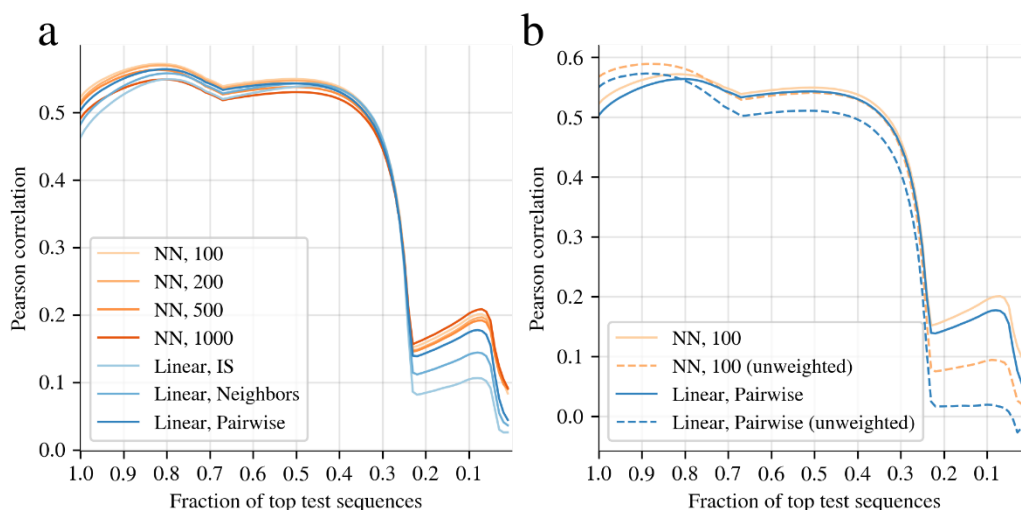 a
Pearson correlation
0.5
0.4
0.3
0.2
0.1
0.0
NN, 100
NN, 200
NN, 500
NN, 1000
Linear, IS
Linear, Neighbors
Linear, Pairwise
1.0 0.9 0.8 0.7 0.6 0.5 0.4 0.3 0.2 0.1
Fraction of top test sequences
b
Pearson correlation
0.6
0.5
0.4
0.3
0.2
0.1
0.0
NN, 100
NN, 100 (unweighted)
Linear, Pairwise
Linear, Pairwise (unweighted)
1.0 0.9 0.8 0.7 0.6 0.5 0.4 0.3 0.2 0.1
Fraction of top test sequences